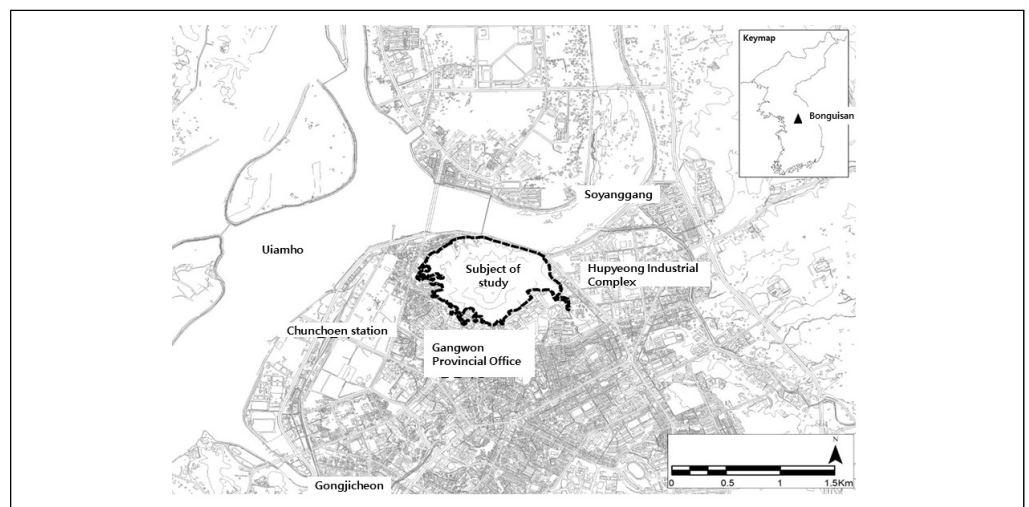 Keymap
Bonguisan
Soyanggang
Uiamho
Subject of
study
Hupyeong Industrial
Complex
Chunchoen station
Gangwon
Provincial Office
Gongjicheon
N
0 0.5 1 1.5Km